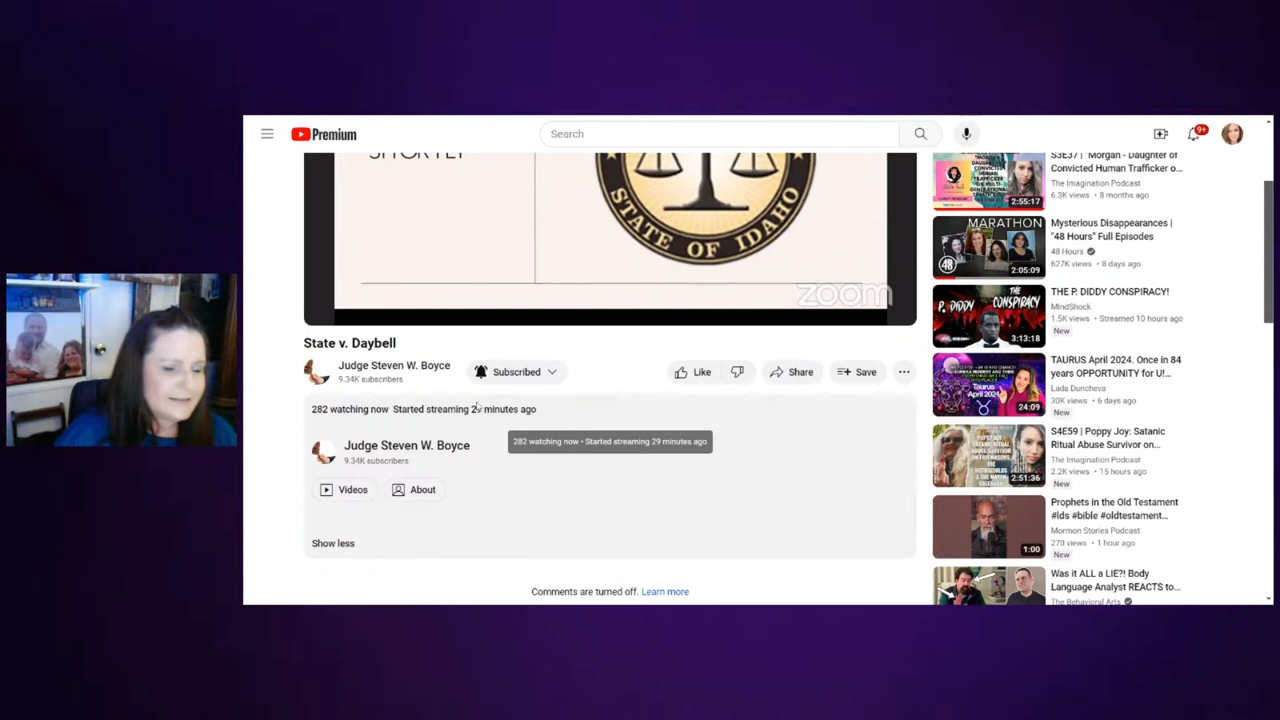 Premium
Search
9+
STATE OF IDAHO
zoom
State v. Daybell
Judge Steven W. Boyce
9.34K subscribers
Subscribed
Like
Share
Save
282 watching now Started streaming 29 minutes ago
282 watching now • Started streaming 29 minutes ago
Judge Steven W. Boyce
9.34K subscribers
Videos
About
Show less
Comments are turned off. Learn more
S3E37 | "Morgan - Daughter of
Convicted Human Trafficker o...
The Imagination Podcast
6.3K views • 8 months ago
2:55:17
MARATHON
48
2:05:09
Mysterious Disappearances |
"48 Hours" Full Episodes
48 Hours
627K views • 8 days ago
P. DIDDY
THE
CONSPIRACY
3:13:18
THE P. DIDDY CONSPIRACY!
MindShock
1.5K views • Streamed 10 hours ago
New
TAURUS
24:09
TAURUS April 2024. Once in 84
years OPPORTUNITY for U!...
Lada Duncheva
30K views • 6 days ago
New
2:51:36
S4E59 | Poppy Joy: Satanic
Ritual Abuse Survivor on...
The Imagination Podcast
2.2K views • 15 hours ago
New
1:00
Prophets in the Old Testament
#lds #bible #oldtestament...
Mormon Stories Podcast
270 views • 1 hour ago
New
Was it ALL a LIE?! Body
Language Analyst REACTS to...
The Behavioral Arts